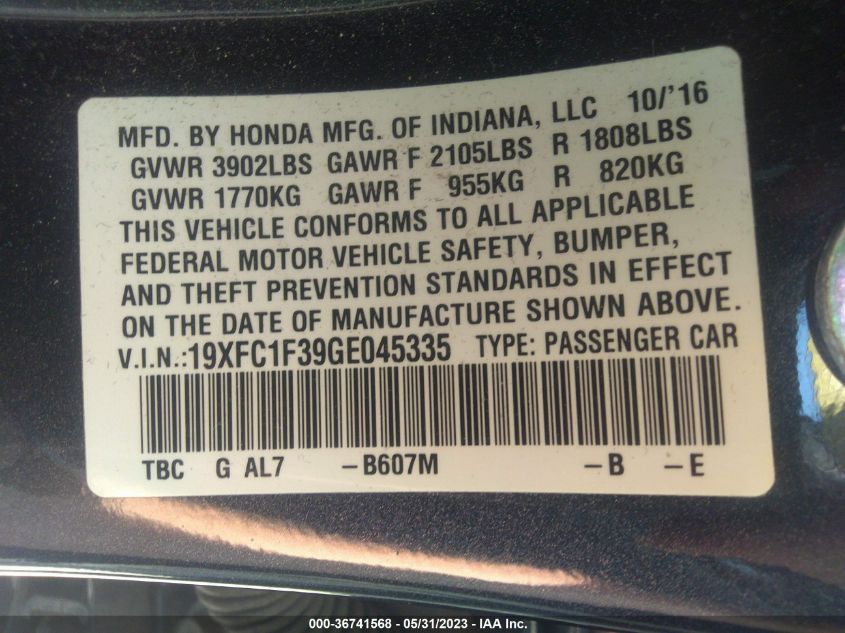 MFD. BY HONDA MFG. OF INDIANA, LLC 10/'16
GVWR 3902LBS GAWR F 2105LBS R 1808LBS
GVWR 1770KG GAWR F 955KG R 820KG
THIS VEHICLE CONFORMS TO ALL APPLICABLE
FEDERAL MOTOR VEHICLE SAFETY, BUMPER,
AND THEFT PREVENTION STANDARDS IN EFFECT
ON THE DATE OF MANUFACTURE SHOWN ABOVE.
V.I.N.:19XFC1F39GE045335 TYPE: PASSENGER CAR
TBC G AL7 -B607M -B -E
000-36741568 - 05/31/2023 - IAA Inc.